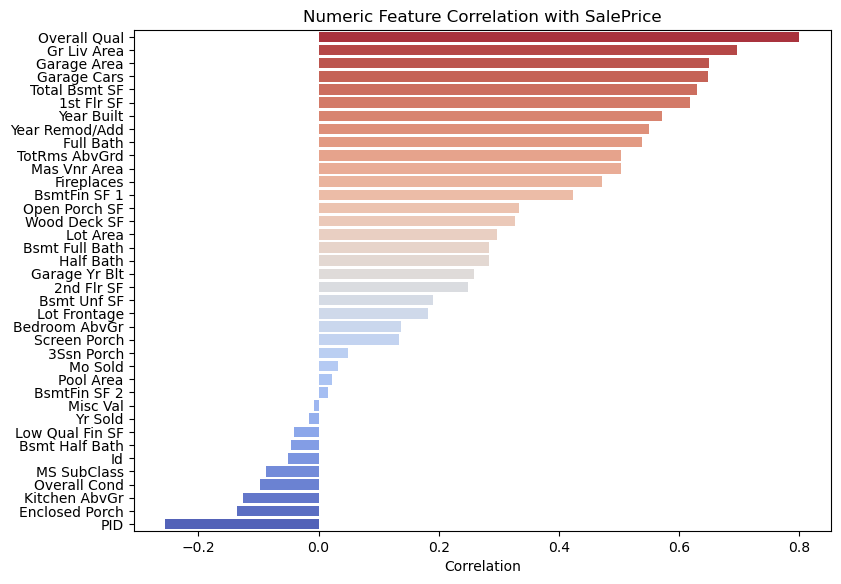 Numeric Feature Correlation with SalePrice
Overall Qual
Gr Liv Area
Garage Area
Garage Cars
Total Bsmt SF
1st Flr SF
Year Built
Year Remod/Add
Full Bath
TotRms AbvGrd
Mas Vnr Area
Fireplaces
BsmtFin SF 1
Open Porch SF
Wood Deck SF
Lot Area
Bsmt Full Bath
Half Bath
Garage Yr Blt
2nd Flr SF
Bsmt Unf SF
Lot Frontage
Bedroom AbvGr
Screen Porch
3Ssn Porch
Mo Sold
Pool Area
BsmtFin SF 2
Misc Val
Yr Sold
Low Qual Fin SF
Bsmt Half Bath
Id
MS SubClass
Overall Cond
Kitchen AbvGr
Enclosed Porch
PID
−0.2 0.0 0.2 0.4 0.6 0.8
Correlation